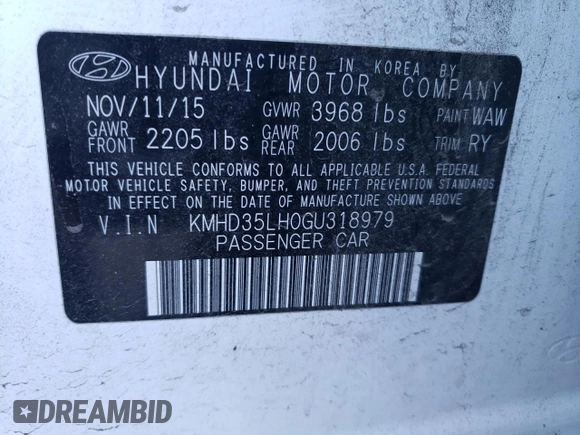 MANUFACTURED IN KOREA BY
HYUNDAI MOTOR COMPANY
NOV/11/15 GVWR 3968 lbs PAINT WAW
GAWR FRONT 2205 lbs GAWR REAR 2006 lbs TRIM RY
THIS VEHICLE CONFORMS TO ALL APPLICABLE U.S.A. FEDERAL
MOTOR VEHICLE SAFETY, BUMPER, AND THEFT PREVENTION STANDARDS
IN EFFECT ON THE DATE OF MANUFACTURE SHOWN ABOVE.
V.I.N KMHD35LH0GU318979
PASSENGER CAR
DREAMBID